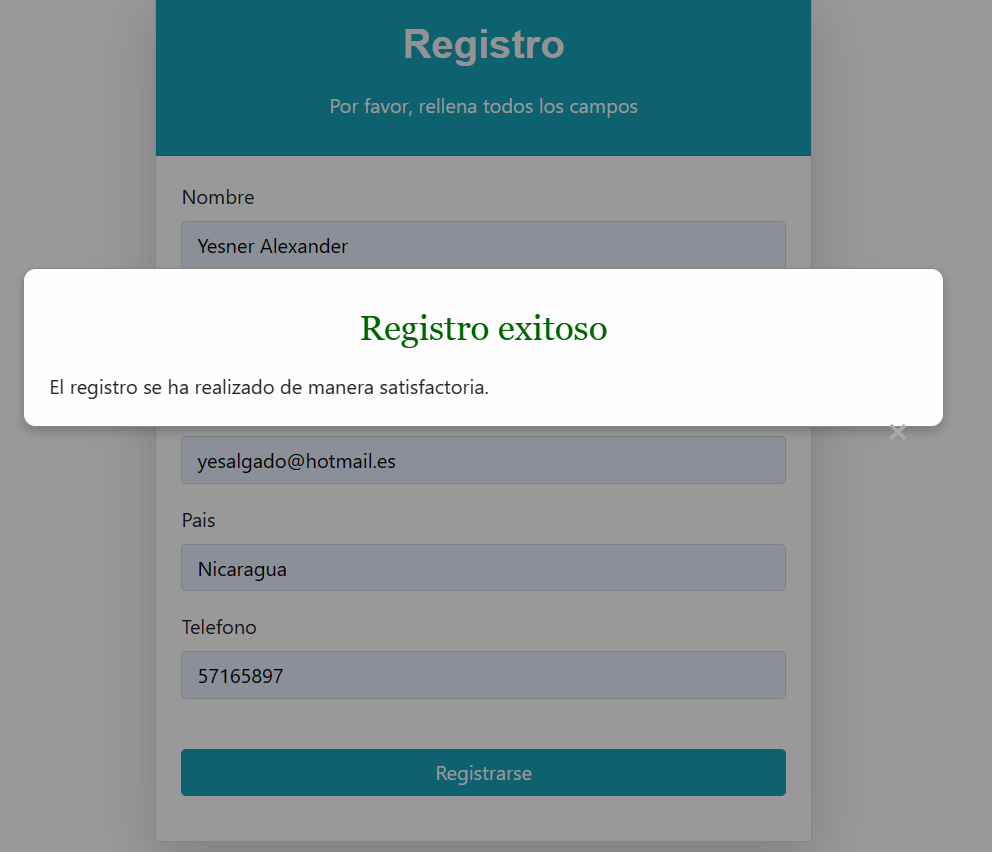 Registro
Por favor, rellena todos los campos
Nombre
Yesner Alexander
Registro exitoso
El registro se ha realizado de manera satisfactoria.
×
yesalgado@hotmail.es
Pais
Nicaragua
Telefono
57165897
Registrarse